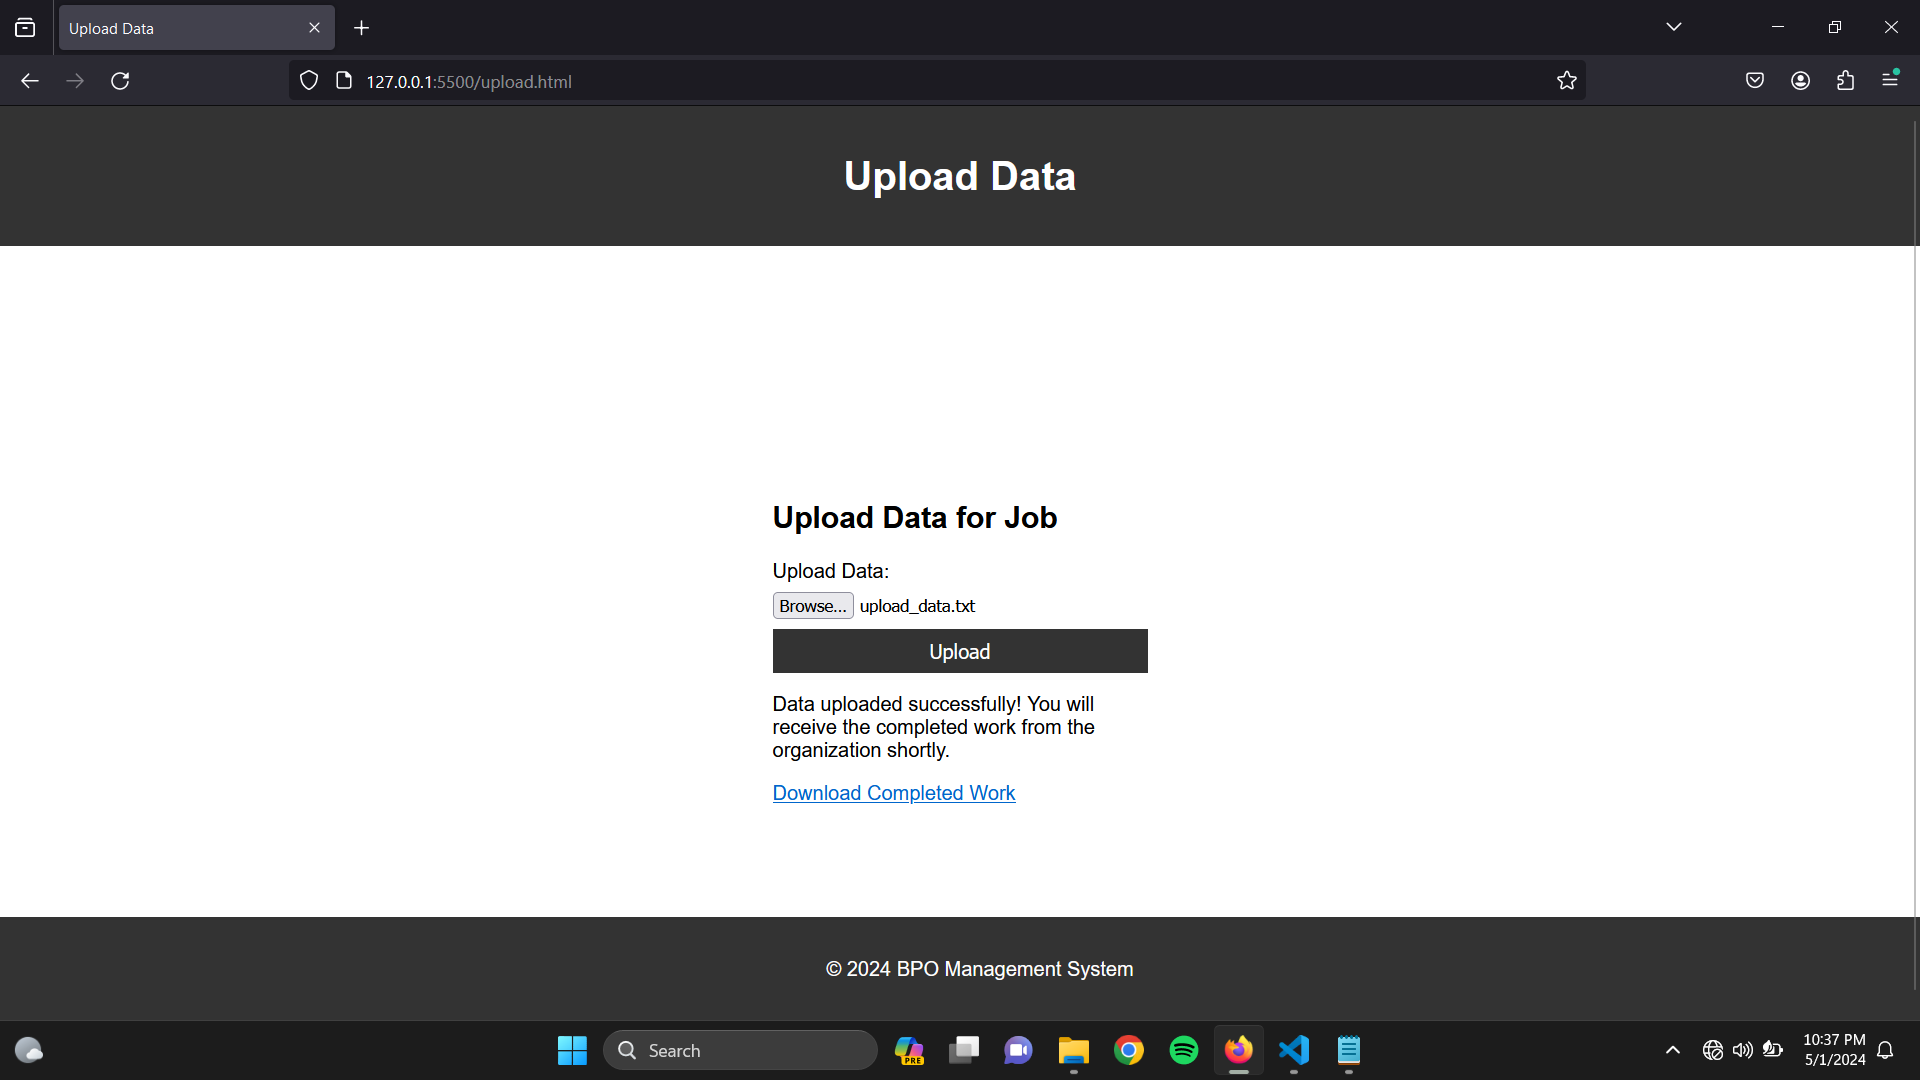 Upload Data
127.0.0.1:5500/upload.html
Upload Data
Upload Data for Job
Upload Data:
Browse... upload_data.txt
Upload
Data uploaded successfully! You will
receive the completed work from the
organization shortly.
Download Completed Work
© 2024 BPO Management System
Search
PRE
10:37 PM
5/1/2024